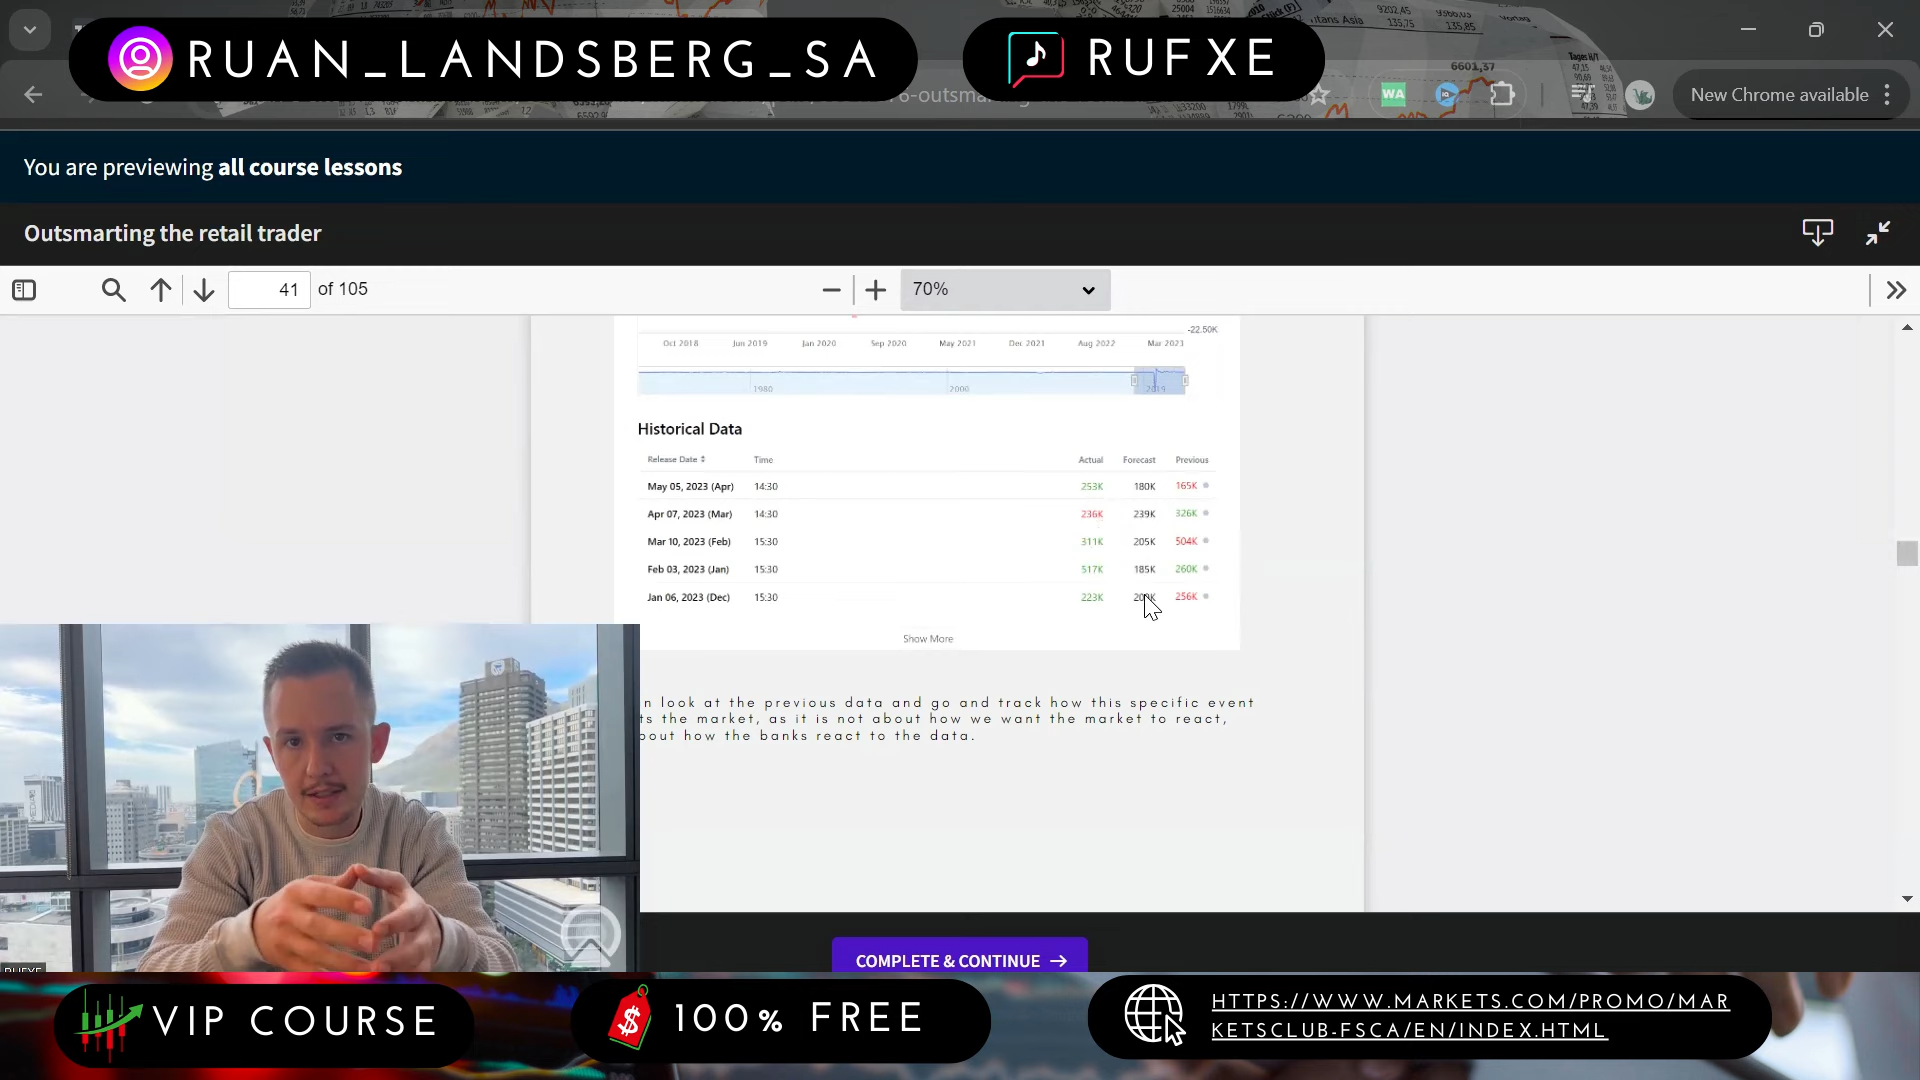 RUAN_LANDSBERG_SA
RUFXE
6-outsma
WA
New Chrome available
You are previewing all course lessons
Outsmarting the retail trader
41 of 105
70%
-22.50K
Oct 2018 Jun 2019 Jan 2020 Sep 2020 May 2021 Dec 2021 Aug 2022 Mar 2023
1980 2000 2019
Historical Data
Release Date Time Actual Forecast Previous
May 05, 2023 (Apr) 14:30 253K 180K 165K
Apr 07, 2023 (Mar) 14:30 236K 239K 326K
Mar 10, 2023 (Feb) 15:30 311K 205K 504K
Feb 03, 2023 (Jan) 15:30 517K 185K 260K
Jan 06, 2023 (Dec) 15:30 223K 256K
Show More
n look at the previous data and go and track how this specific event
ts the market, as it is not about how we want the market to react,
bout how the banks react to the data.
COMPLETE & CONTINUE →
VIP COURSE
100% FREE
HTTPS://WWW.MARKETS.COM/PROMO/MAR
KETSCLUB-FSCA/EN/INDEX.HTML